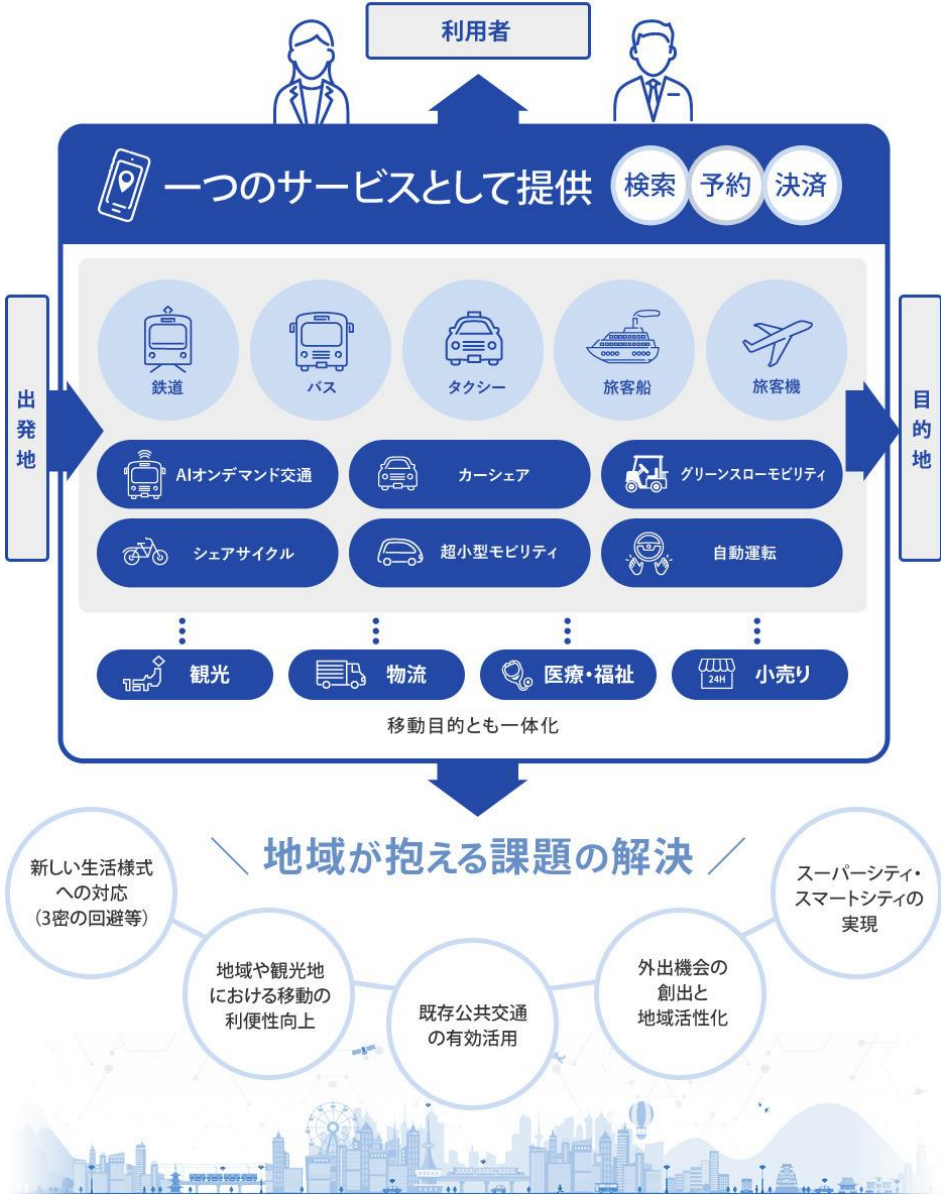 利用者
一つのサービスとして提供
検索
予約
決済
出発地
目的地
鉄道
バス
タクシー
旅客船
旅客機
AIオンデマンド交通
カーシェア
グリーンスローモビリティ
シェアサイクル
超小型モビリティ
自動運転
観光
物流
医療・福祉
24H
小売り
移動目的とも一体化
地域が抱える課題の解決
新しい生活様式
への対応
(3密の回避等)
地域や観光地
における移動の
利便性向上
既存公共交通
の有効活用
外出機会の
創出と
地域活性化
スーパーシティ・
スマートシティの
実現